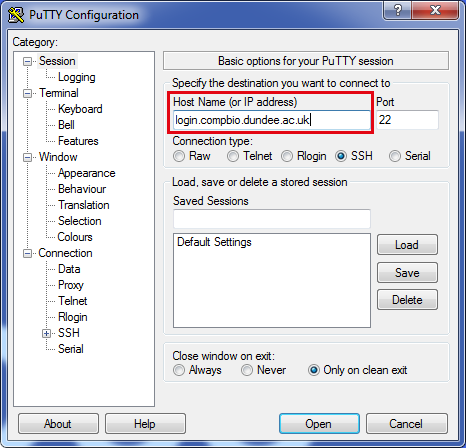 PuTTY Configuration
Category:
Session
Logging
Terminal
Keyboard
Bell
Features
Window
Appearance
Behaviour
Translation
Selection
Colours
Connection
Data
Proxy
Telnet
Rlogin
SSH
Serial
Basic options for your PuTTY session
Specify the destination you want to connect to
Host Name (or IP address) Port
login.compbio.dundee.ac.uk 22
Connection type:
Raw Telnet Rlogin SSH Serial
Load, save or delete a stored session
Saved Sessions
Default Settings
Load
Save
Delete
Close window on exit:
Always Never Only on clean exit
About Help Open Cancel